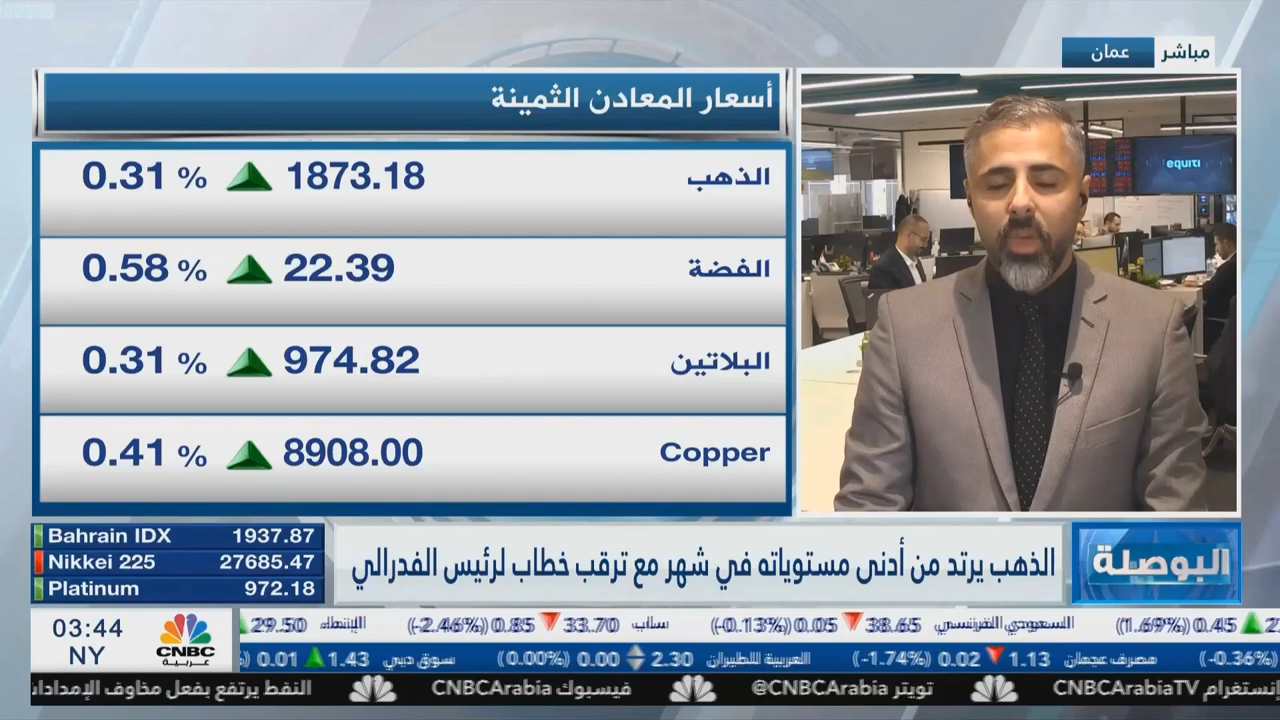 مباشر عمان
أسعار المعادن الثمينة
الذهب 1873.18 0.31 %
الفضة 22.39 0.58 %
البلاتين 974.82 0.31 %
Copper 8908.00 0.41 %
equiti
Bahrain IDX 1937.87
Nikkei 225 27685.47
Platinum 972.18
الذهب يرتد من أدنى مستوياته في شهر مع ترقب خطاب لرئيس الفدرالي
البوصلة
03:44
NY
CNBC
عربية
0.45 (1.69%) السعودي الفرنسي 38.65 0.05 (-0.13%) ساب 33.70 0.85 (-2.46%) 29.50
(-0.36%) مصرف عجمان 1.13 0.02 (-1.74%) العربية للطيران 2.30 0.00 (0.00%) سوق دبي 1.43 0.01
إنستغرام CNBCArabiaTV تويتر @CNBCArabia فيسبوك CNBCArabia النفط يرتفع بفعل مخاوف الإمدادات